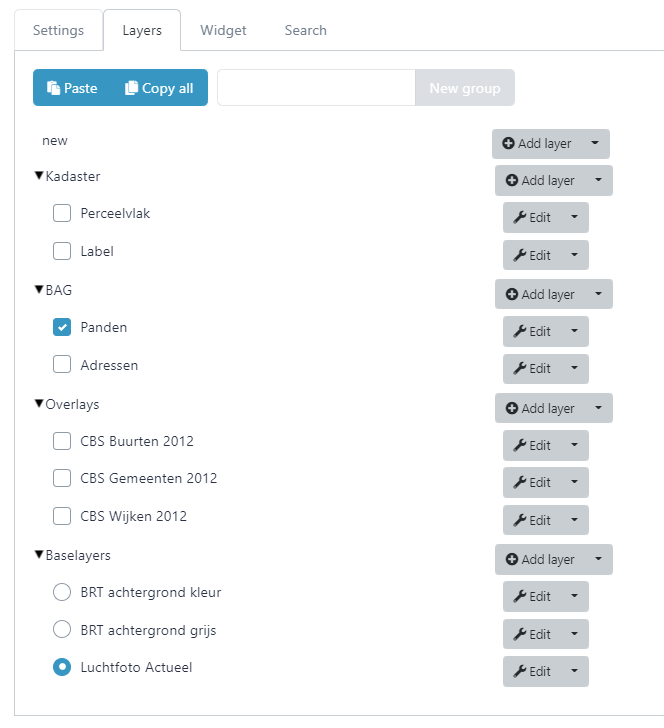 Settings Layers Widget Search
Paste Copy all New group
new Add layer
Kadaster Add layer
Perceelvlak Edit
Label Edit
BAG Add layer
Panden Edit
Adressen Edit
Overlays Add layer
CBS Buurten 2012 Edit
CBS Gemeenten 2012 Edit
CBS Wijken 2012 Edit
Baselayers Add layer
BRT achtergrond kleur Edit
BRT achtergrond grijs Edit
Luchtfoto Actueel Edit